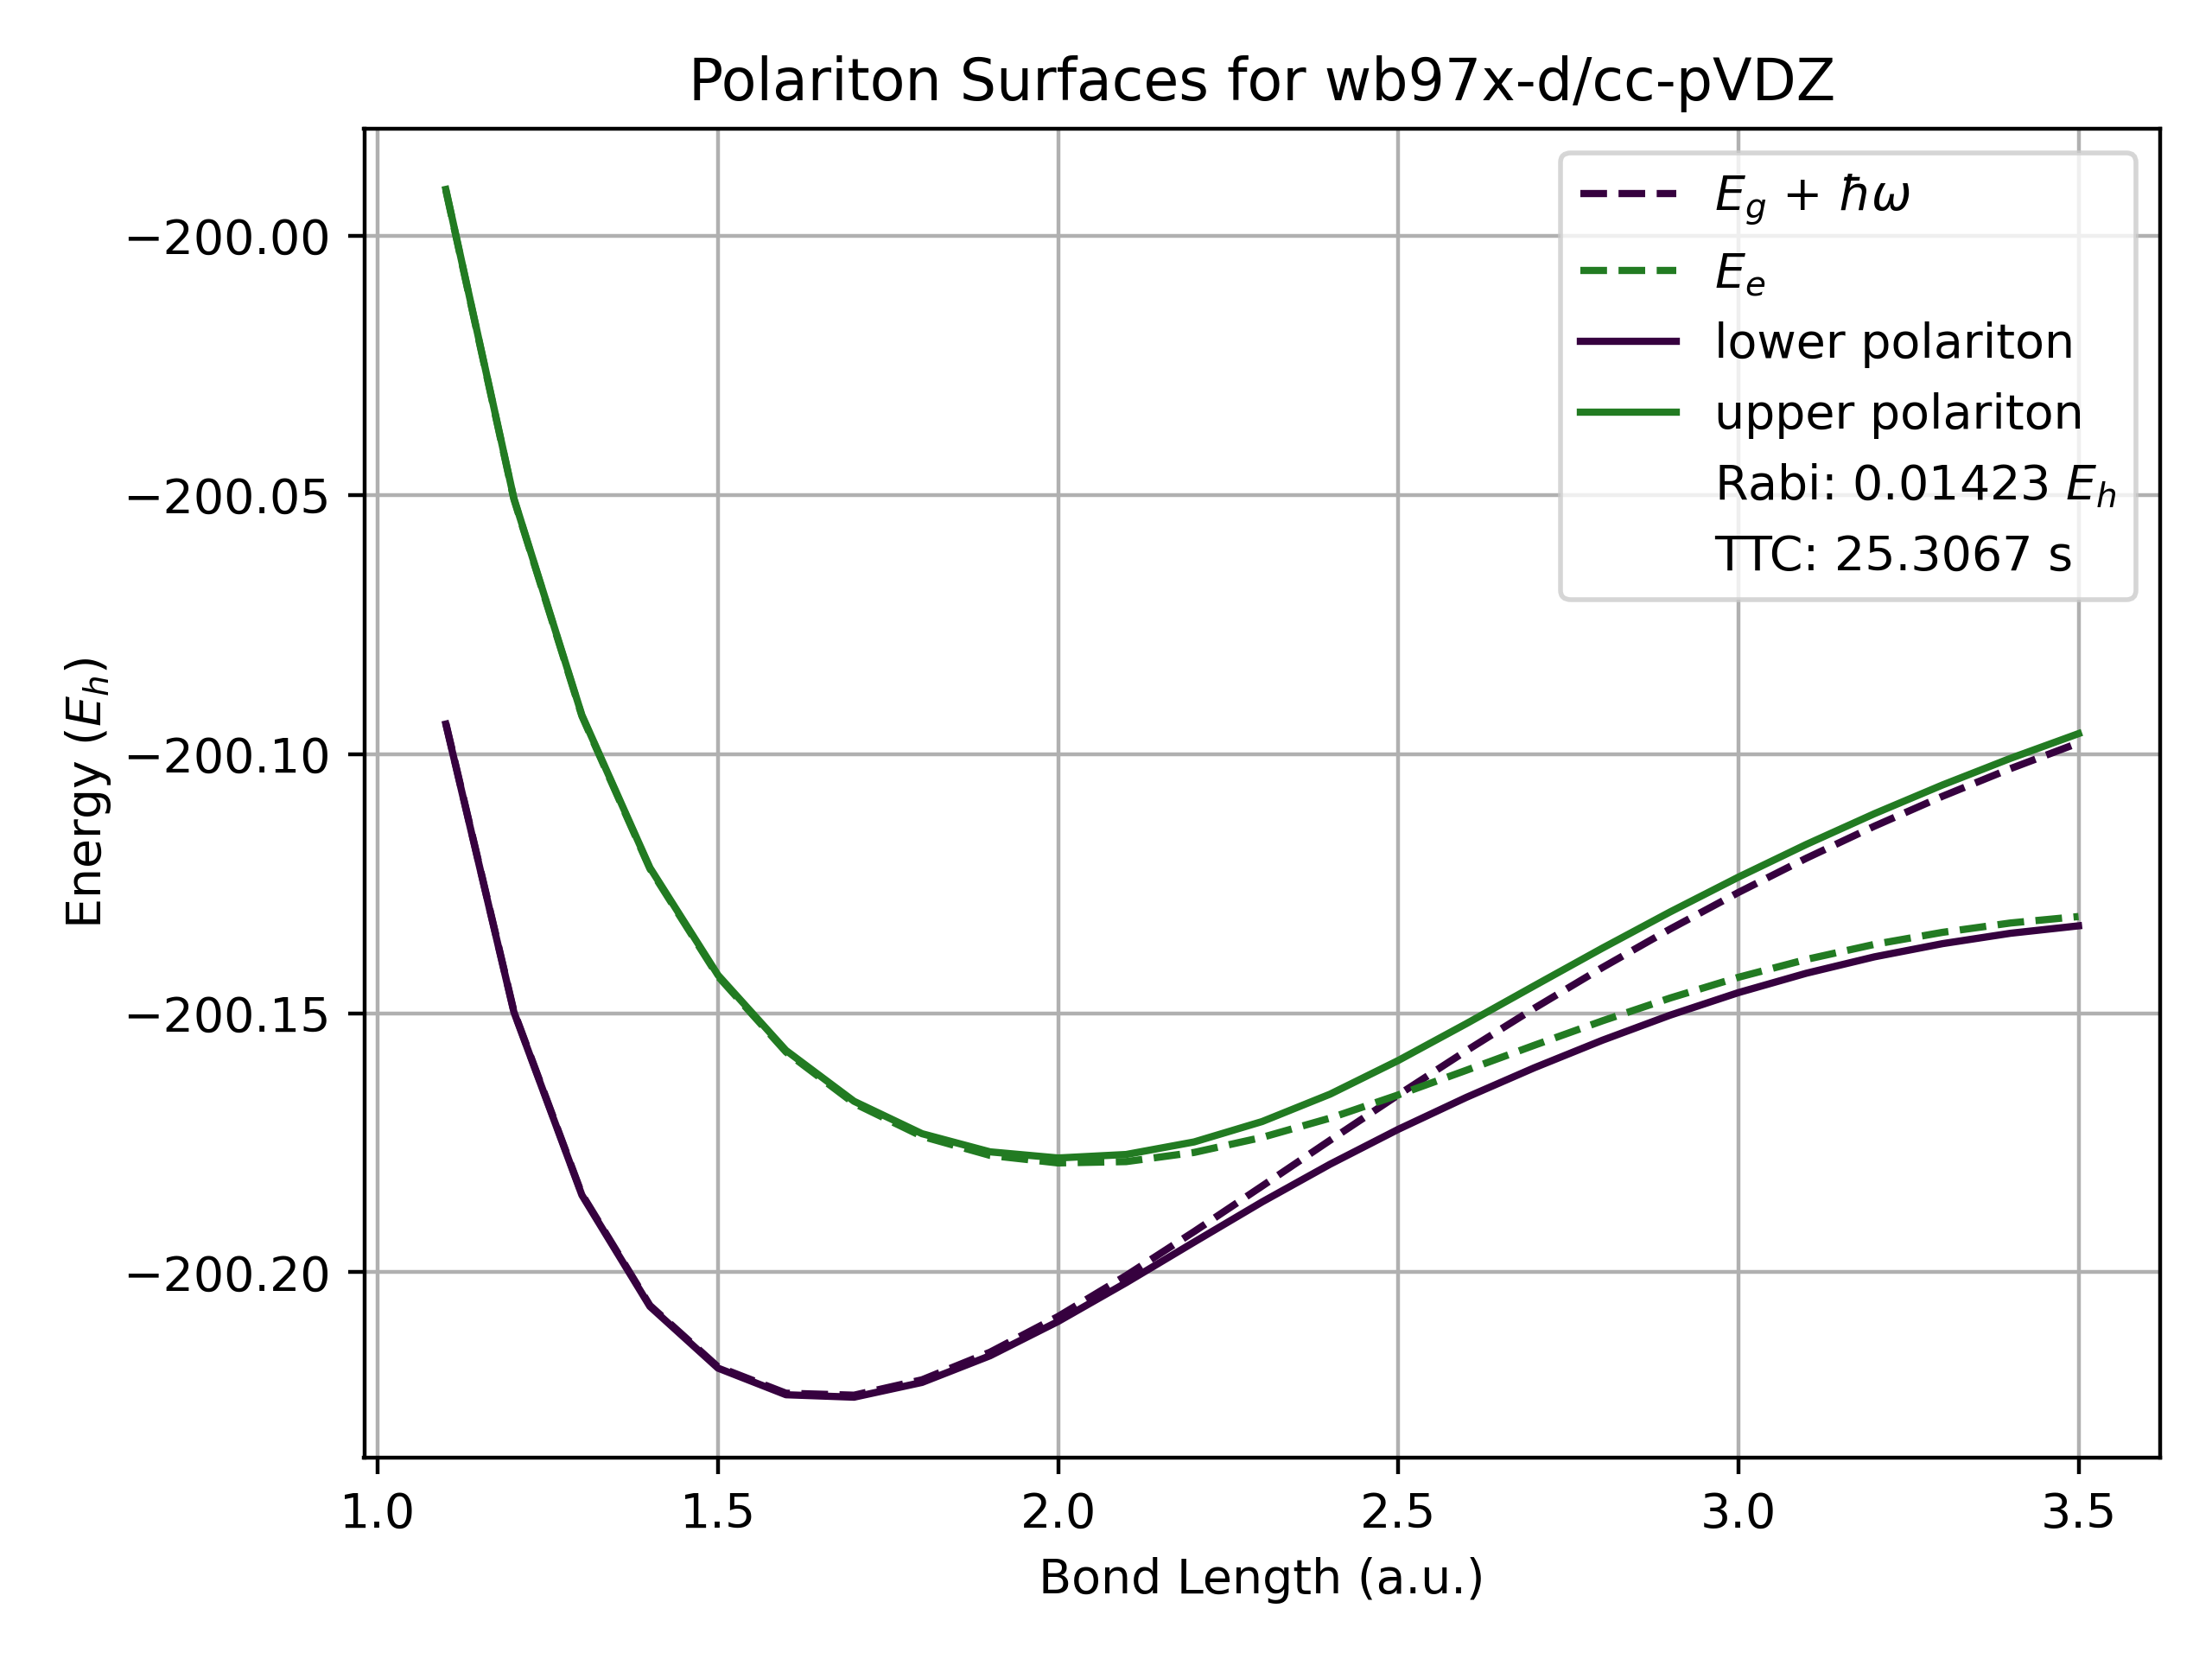 Polariton Surfaces for wb97x-d/cc-pVDZ
E_g + ħω
E_e
lower polariton
upper polariton
Rabi: 0.01423 E_h
TTC: 25.3067 s
Energy (E_h)
−200.00
−200.05
−200.10
−200.15
−200.20
1.0 1.5 2.0 2.5 3.0 3.5
Bond Length (a.u.)